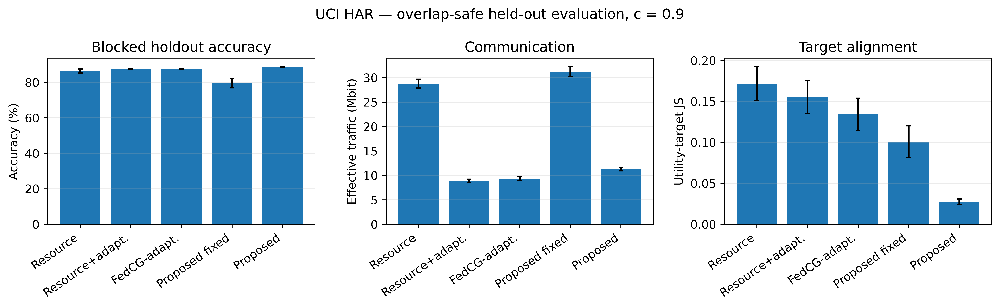 UCI HAR — overlap-safe held-out evaluation, c = 0.9
Blocked holdout accuracy
Accuracy (%)
80
60
40
20
0
Resource
Resource+adapt.
FedCG-adapt.
Proposed fixed
Proposed
Communication
Effective traffic (Mbit)
30
25
20
15
10
5
0
Resource
Resource+adapt.
FedCG-adapt.
Proposed fixed
Proposed
Target alignment
Utility-target JS
0.20
0.15
0.10
0.05
0.00
Resource
Resource+adapt.
FedCG-adapt.
Proposed fixed
Proposed